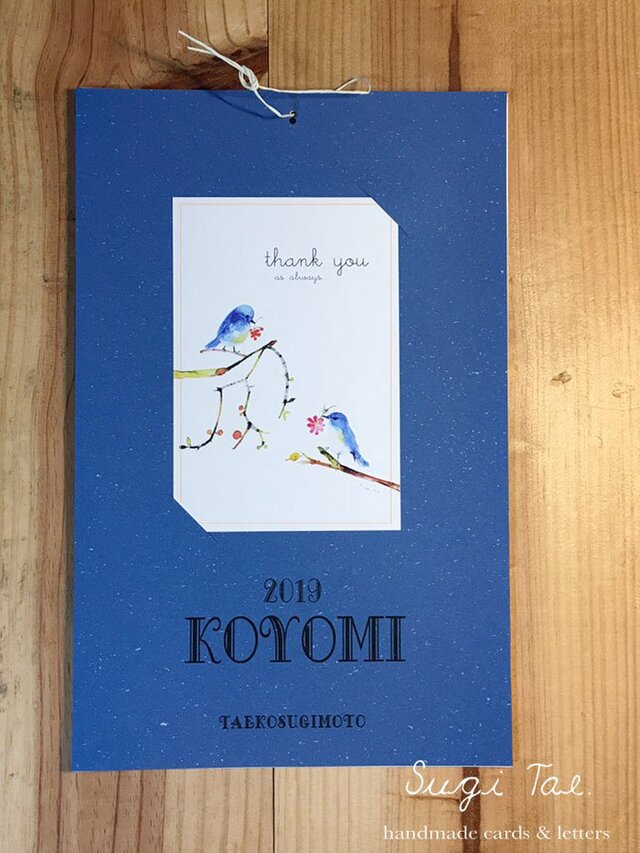 thank you
as always.
2019
KOYOMI
TAEKOSUGIMOTO
Sugi Tae.
handmade cards & letters